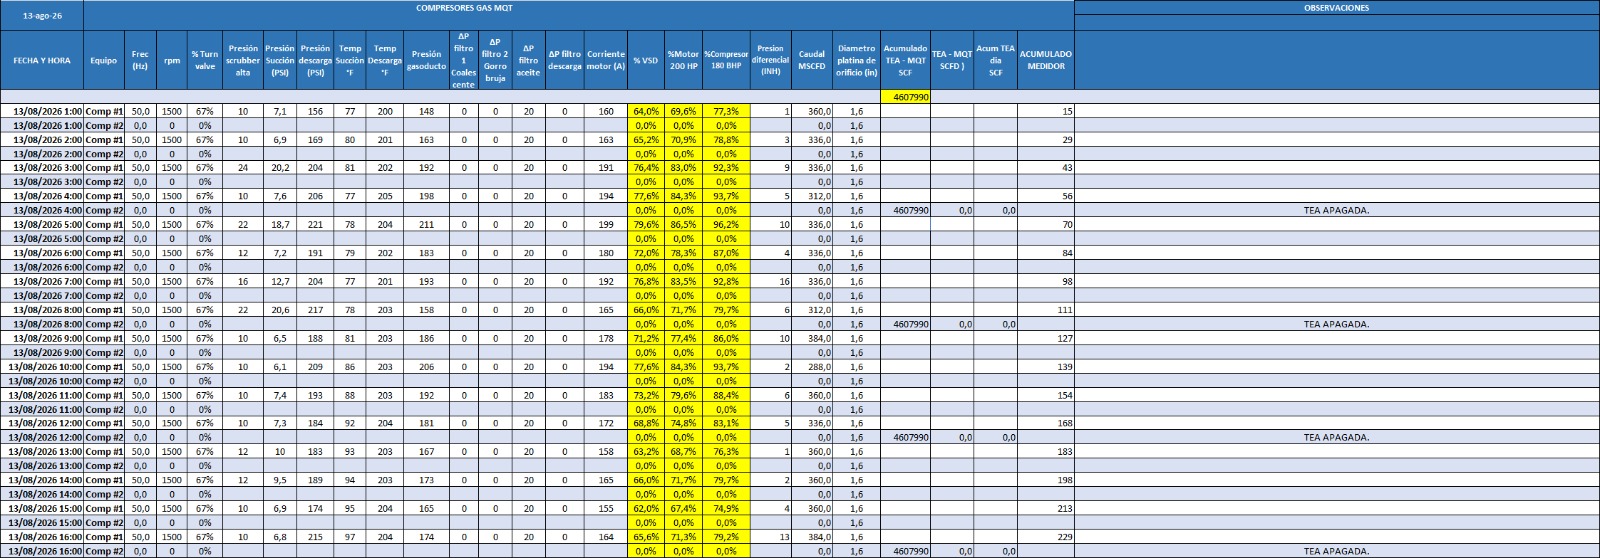 13-ago-26 COMPRESORES GAS MQT OBSERVACIONES
FECHA Y HORA Equipo Frec (Hz) rpm % Turn valve Presión scrubber alta Presión Succión (PSI) Presión descarga (PSI) Temp Succión °F Temp Descarga °F Presión gasoducto ΔP filtro 1 Coales cente ΔP filtro 2 Gorro bruja ΔP filtro aceite ΔP filtro descarga Corriente motor (A) % VSD %Motor 200 HP %Compresor 180 BHP Presion diferencial (INH) Caudal MSCFD Diametro platina de orificio (in) Acumulado TEA - MQT SCF TEA - MQT SCFD ) Acum TEA dia SCF ACUMULADO MEDIDOR
4607990
13/08/2026 1:00 Comp #1 50,0 1500 67% 10 7,1 156 77 200 148 0 0 20 0 160 64,0% 69,6% 77,3% 1 360,0 1,6 15
13/08/2026 1:00 Comp #2 0,0 0 0% 0,0% 0,0% 0,0% 0,0 1,6
13/08/2026 2:00 Comp #1 50,0 1500 67% 10 6,9 169 80 201 163 0 0 20 0 163 65,2% 70,9% 78,8% 3 336,0 1,6 29
13/08/2026 2:00 Comp #2 0,0 0 0% 0,0% 0,0% 0,0% 0,0 1,6
13/08/2026 3:00 Comp #1 50,0 1500 67% 24 20,2 204 81 202 192 0 0 20 0 191 76,4% 83,0% 92,3% 9 336,0 1,6 43
13/08/2026 3:00 Comp #2 0,0 0 0% 0,0% 0,0% 0,0% 0,0 1,6
13/08/2026 4:00 Comp #1 50,0 1500 67% 10 7,6 206 77 205 198 0 0 20 0 194 77,6% 84,3% 93,7% 5 312,0 1,6 56
13/08/2026 4:00 Comp #2 0,0 0 0% 0,0% 0,0% 0,0% 0,0 1,6 4607990 0,0 0,0 TEA APAGADA.
13/08/2026 5:00 Comp #1 50,0 1500 67% 22 18,7 221 78 204 211 0 0 20 0 199 79,6% 86,5% 96,2% 10 336,0 1,6 70
13/08/2026 5:00 Comp #2 0,0 0 0% 0,0% 0,0% 0,0% 0,0 1,6
13/08/2026 6:00 Comp #1 50,0 1500 67% 12 7,2 191 79 202 183 0 0 20 0 180 72,0% 78,3% 87,0% 4 336,0 1,6 84
13/08/2026 6:00 Comp #2 0,0 0 0% 0,0% 0,0% 0,0% 0,0 1,6
13/08/2026 7:00 Comp #1 50,0 1500 67% 16 12,7 204 77 201 193 0 0 20 0 192 76,8% 83,5% 92,8% 16 336,0 1,6 98
13/08/2026 7:00 Comp #2 0,0 0 0% 0,0% 0,0% 0,0% 0,0 1,6
13/08/2026 8:00 Comp #1 50,0 1500 67% 22 20,6 217 78 203 158 0 0 20 0 165 66,0% 71,7% 79,7% 6 312,0 1,6 111
13/08/2026 8:00 Comp #2 0,0 0 0% 0,0% 0,0% 0,0% 0,0 1,6 4607990 0,0 0,0 TEA APAGADA.
13/08/2026 9:00 Comp #1 50,0 1500 67% 10 6,5 188 81 203 186 0 0 20 0 178 71,2% 77,4% 86,0% 10 384,0 1,6 127
13/08/2026 9:00 Comp #2 0,0 0 0% 0,0% 0,0% 0,0% 0,0 1,6
13/08/2026 10:00 Comp #1 50,0 1500 67% 10 6,1 209 86 203 206 0 0 20 0 194 77,6% 84,3% 93,7% 2 288,0 1,6 139
13/08/2026 10:00 Comp #2 0,0 0 0% 0,0% 0,0% 0,0% 0,0 1,6
13/08/2026 11:00 Comp #1 50,0 1500 67% 10 7,4 193 88 203 192 0 0 20 0 183 73,2% 79,6% 88,4% 6 360,0 1,6 154
13/08/2026 11:00 Comp #2 0,0 0 0% 0,0% 0,0% 0,0% 0,0 1,6
13/08/2026 12:00 Comp #1 50,0 1500 67% 10 7,3 184 92 204 181 0 0 20 0 172 68,8% 74,8% 83,1% 5 336,0 1,6 168
13/08/2026 12:00 Comp #2 0,0 0 0% 0,0% 0,0% 0,0% 0,0 1,6 4607990 0,0 0,0 TEA APAGADA.
13/08/2026 13:00 Comp #1 50,0 1500 67% 12 10 183 93 203 167 0 0 20 0 158 63,2% 68,7% 76,3% 1 360,0 1,6 183
13/08/2026 13:00 Comp #2 0,0 0 0% 0,0% 0,0% 0,0% 0,0 1,6
13/08/2026 14:00 Comp #1 50,0 1500 67% 12 9,5 189 94 203 173 0 0 20 0 165 66,0% 71,7% 79,7% 2 360,0 1,6 198
13/08/2026 14:00 Comp #2 0,0 0 0% 0,0% 0,0% 0,0% 0,0 1,6
13/08/2026 15:00 Comp #1 50,0 1500 67% 10 6,9 174 95 204 165 0 0 20 0 155 62,0% 67,4% 74,9% 4 360,0 1,6 213
13/08/2026 15:00 Comp #2 0,0 0 0% 0,0% 0,0% 0,0% 0,0 1,6
13/08/2026 16:00 Comp #1 50,0 1500 67% 10 6,8 215 97 204 174 0 0 20 0 164 65,6% 71,3% 79,2% 13 384,0 1,6 229
13/08/2026 16:00 Comp #2 0,0 0 0% 0,0% 0,0% 0,0% 0,0 1,6 4607990 0,0 0,0 TEA APAGADA.